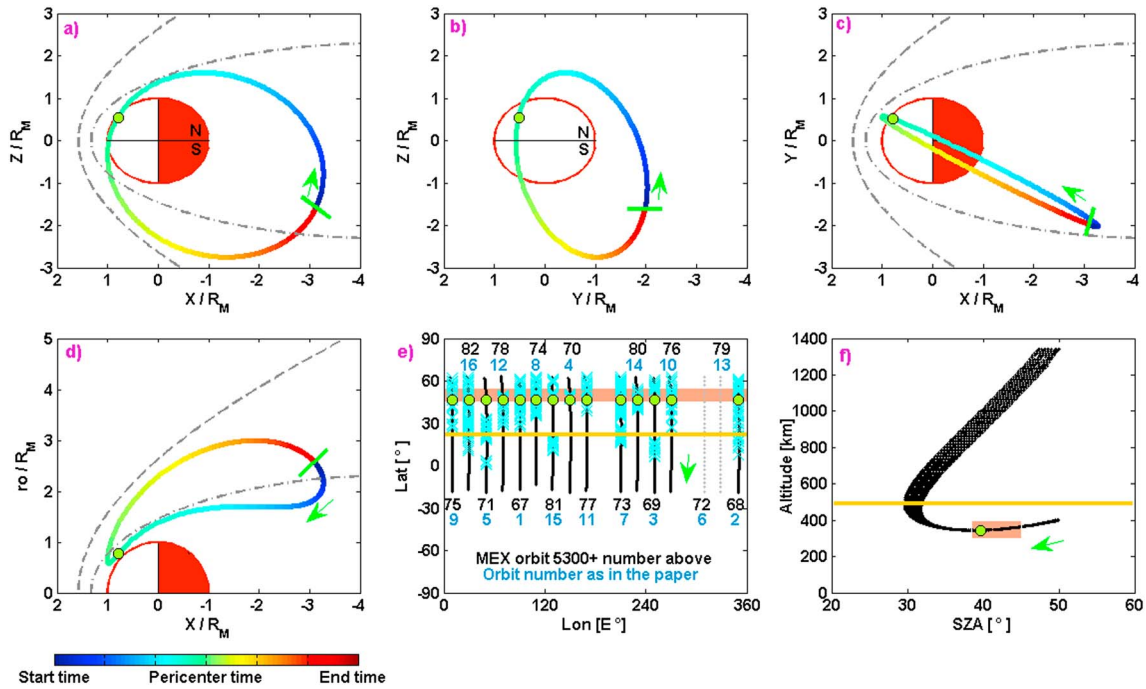 a)
3
2
1
0
-1
-2
-3
Z / R_M
N
S
2 1 0 -1 -2 -3 -4
X / R_M
b)
3
2
1
0
-1
-2
-3
Z / R_M
N
S
2 1 0 -1 -2 -3 -4
Y / R_M
c)
3
2
1
0
-1
-2
-3
Y / R_M
2 1 0 -1 -2 -3 -4
X / R_M
d)
5
4
3
2
1
0
ro / R_M
2 1 0 -1 -2 -3 -4
X / R_M
e)
90
60
30
0
-30
-60
-90
Lat [°]
82 78 74 70 80 76 79
16 12 8 4 14 10 13
75 71 67 81 77 73 69 72 68
9 5 1 15 11 7 3 6 2
MEX orbit 5300+ number above
Orbit number as in the paper
0 120 240 360
Lon [E °]
f)
1400
1200
1000
800
600
400
200
0
Altitude [km]
20 30 40 50 60
SZA [ ° ]
Start time Pericenter time End time